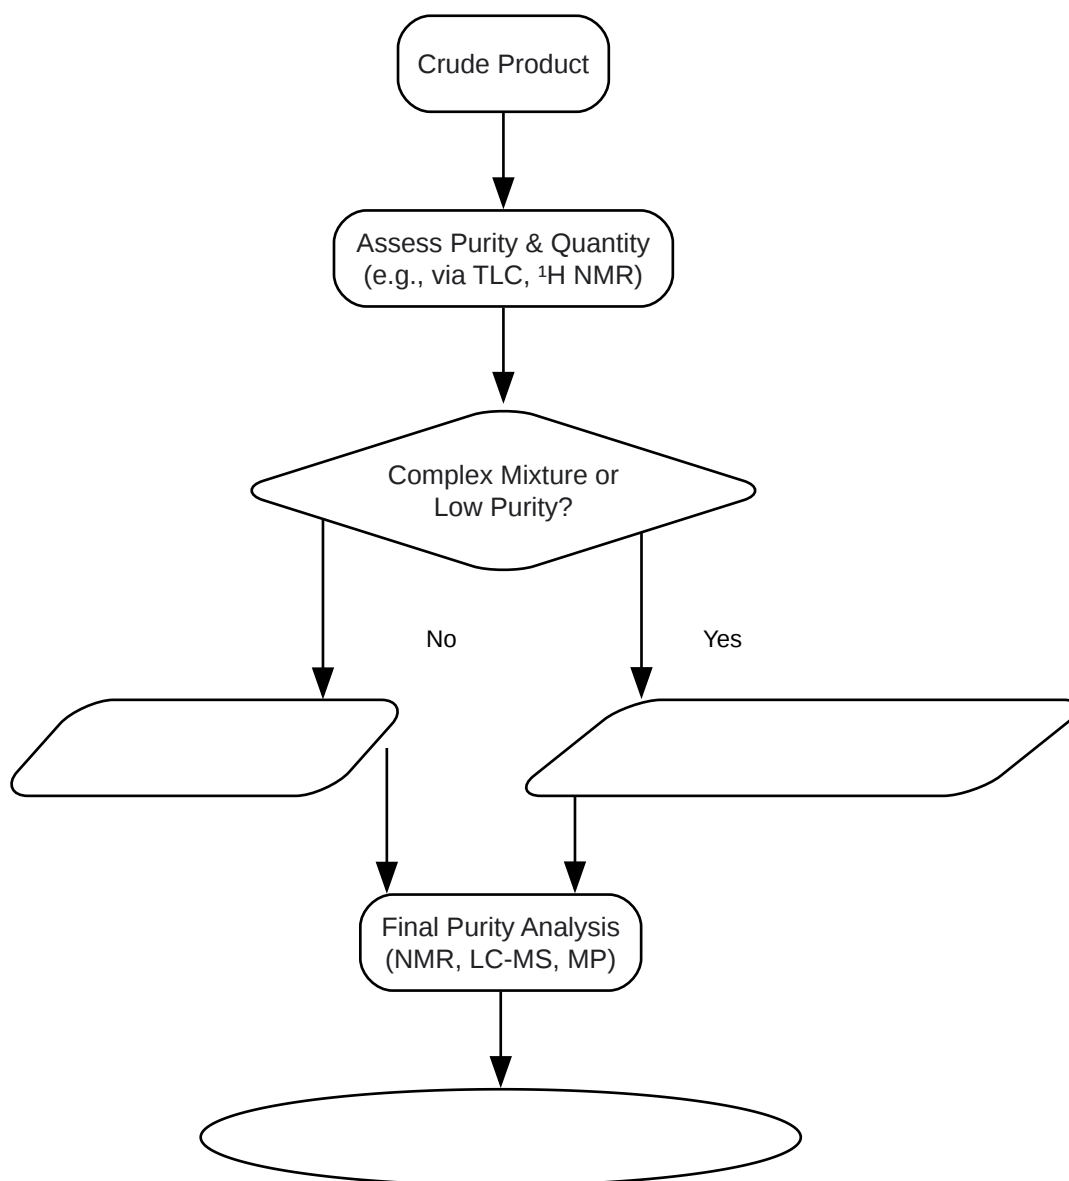 Crude Product
Assess Purity & Quantity
(e.g., via TLC, ¹H NMR)
Complex Mixture or
Low Purity?
No
Yes
Final Purity Analysis
(NMR, LC-MS, MP)